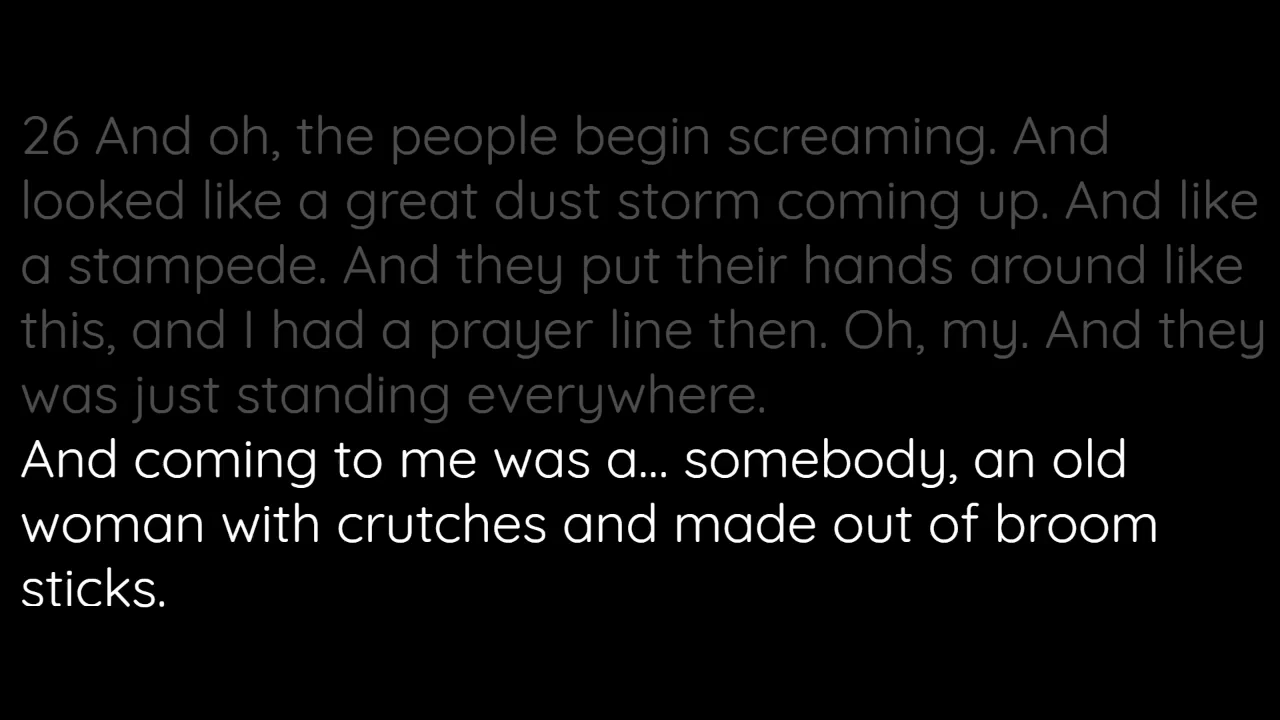 26 And oh, the people begin screaming. And
looked like a great dust storm coming up. And like
a stampede. And they put their hands around like
this, and I had a prayer line then. Oh, my. And they
was just standing everywhere.
And coming to me was a... somebody, an old
woman with crutches and made out of broom
sticks.